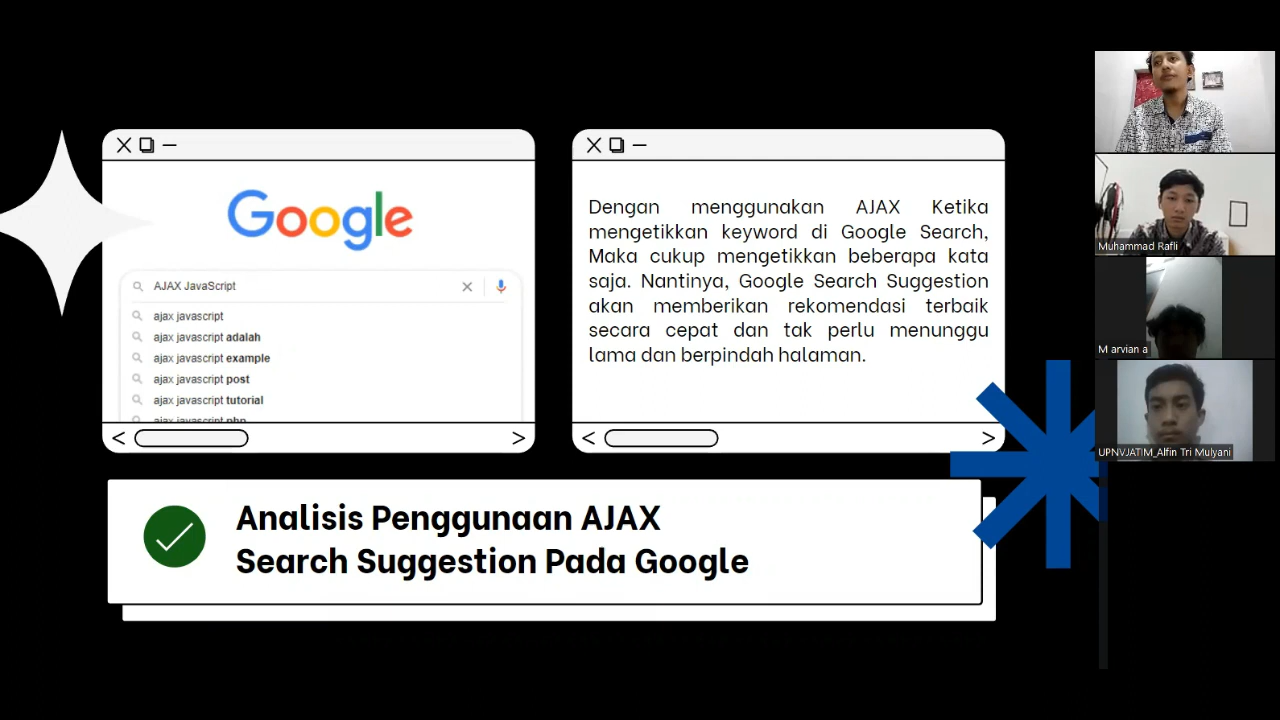 Google
AJAX JavaScript
ajax javascript
ajax javascript adalah
ajax javascript example
ajax javascript post
ajax javascript tutorial
ajax javascript php
Dengan menggunakan AJAX Ketika
mengetikkan keyword di Google Search,
Maka cukup mengetikkan beberapa kata
saja. Nantinya, Google Search Suggestion
akan memberikan rekomendasi terbaik
secara cepat dan tak perlu menunggu
lama dan berpindah halaman.
Analisis Penggunaan AJAX
Search Suggestion Pada Google
Muhammad Rafli
M arvian a
UPNVJATIM_Alfin Tri Mulyani